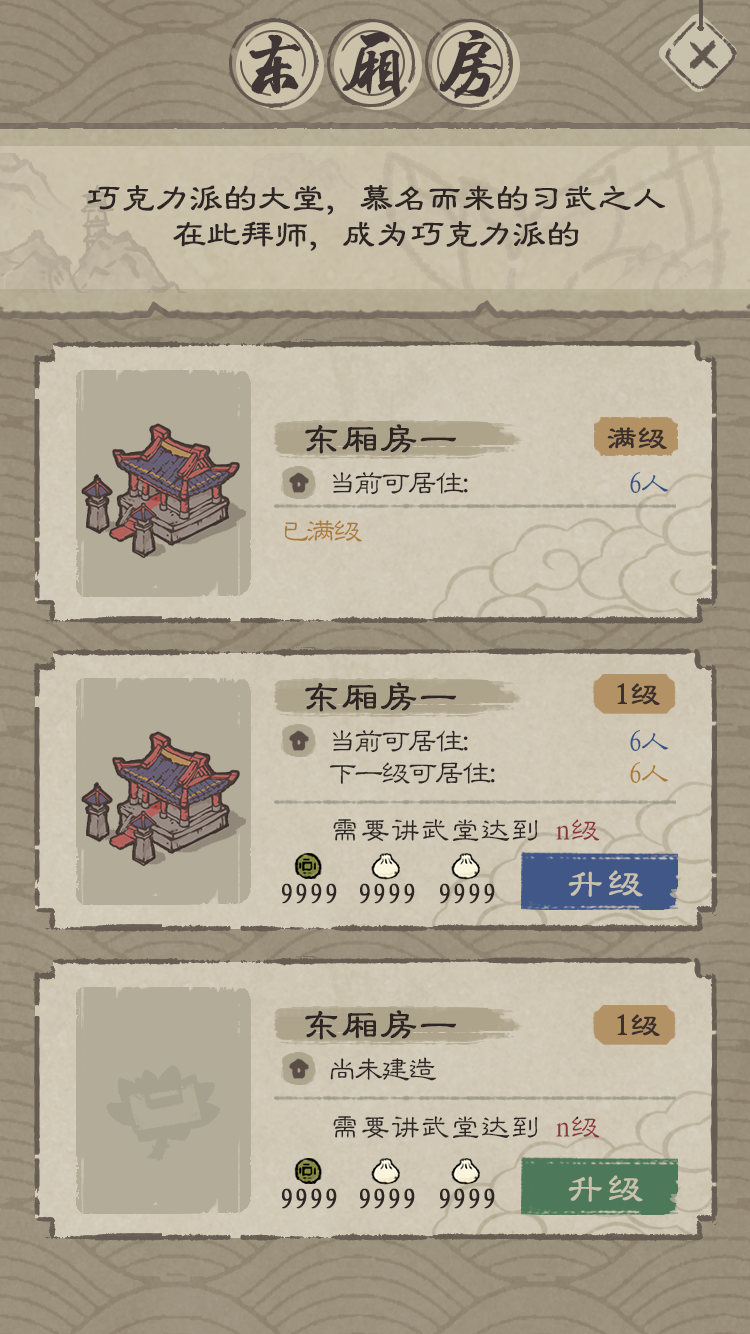 东厢房
巧克力派的大堂，慕名而来的习武之人
在此拜师，成为巧克力派的
东厢房一 满级
当前可居住: 6人
已满级
东厢房一 1级
当前可居住: 6人
下一级可居住: 6人
需要讲武堂达到 n级
9999 9999 9999 升级
东厢房一 1级
尚未建造
需要讲武堂达到 n级
9999 9999 9999 升级